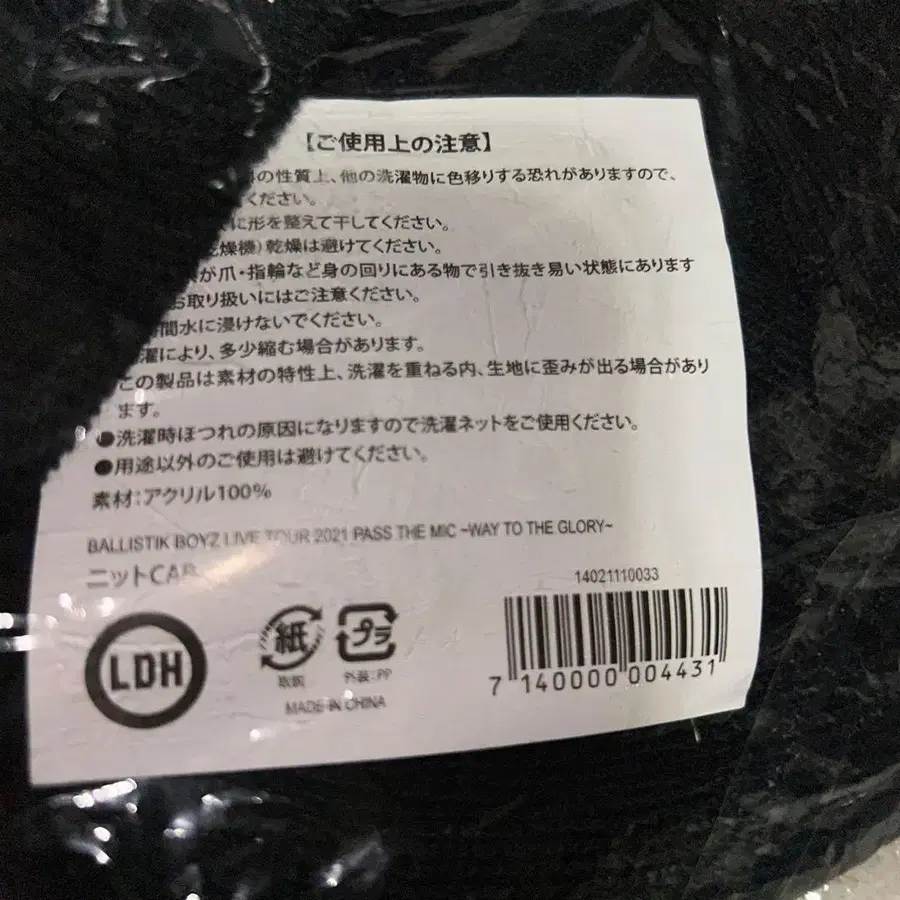 【ご使用上の注意】
の性質上、他の洗濯物に色移りする恐れがありますので、
ください。
に形を整えて干してください。
乾燥機)乾燥は避けてください。
が爪・指輪など身の回りにある物で引き抜き易い状態にあります
お取り扱いにはご注意ください。
時間水に浸けないでください。
濯により、多少縮む場合があります。
この製品は素材の特性上、洗濯を重ねる内、生地に歪みが出る場合があり
ます。
●洗濯時ほつれの原因になりますので洗濯ネットをご使用ください。
●用途以外のご使用は避けてください。
素材:アクリル100%
BALLISTIK BOYZ LIVE TOUR 2021 PASS THE MIC ~WAY TO THE GLORY~
ニットCAP
14021110033
LDH
紙
プラ
取説
外装:PP
7 140000 004431
MADE IN CHINA